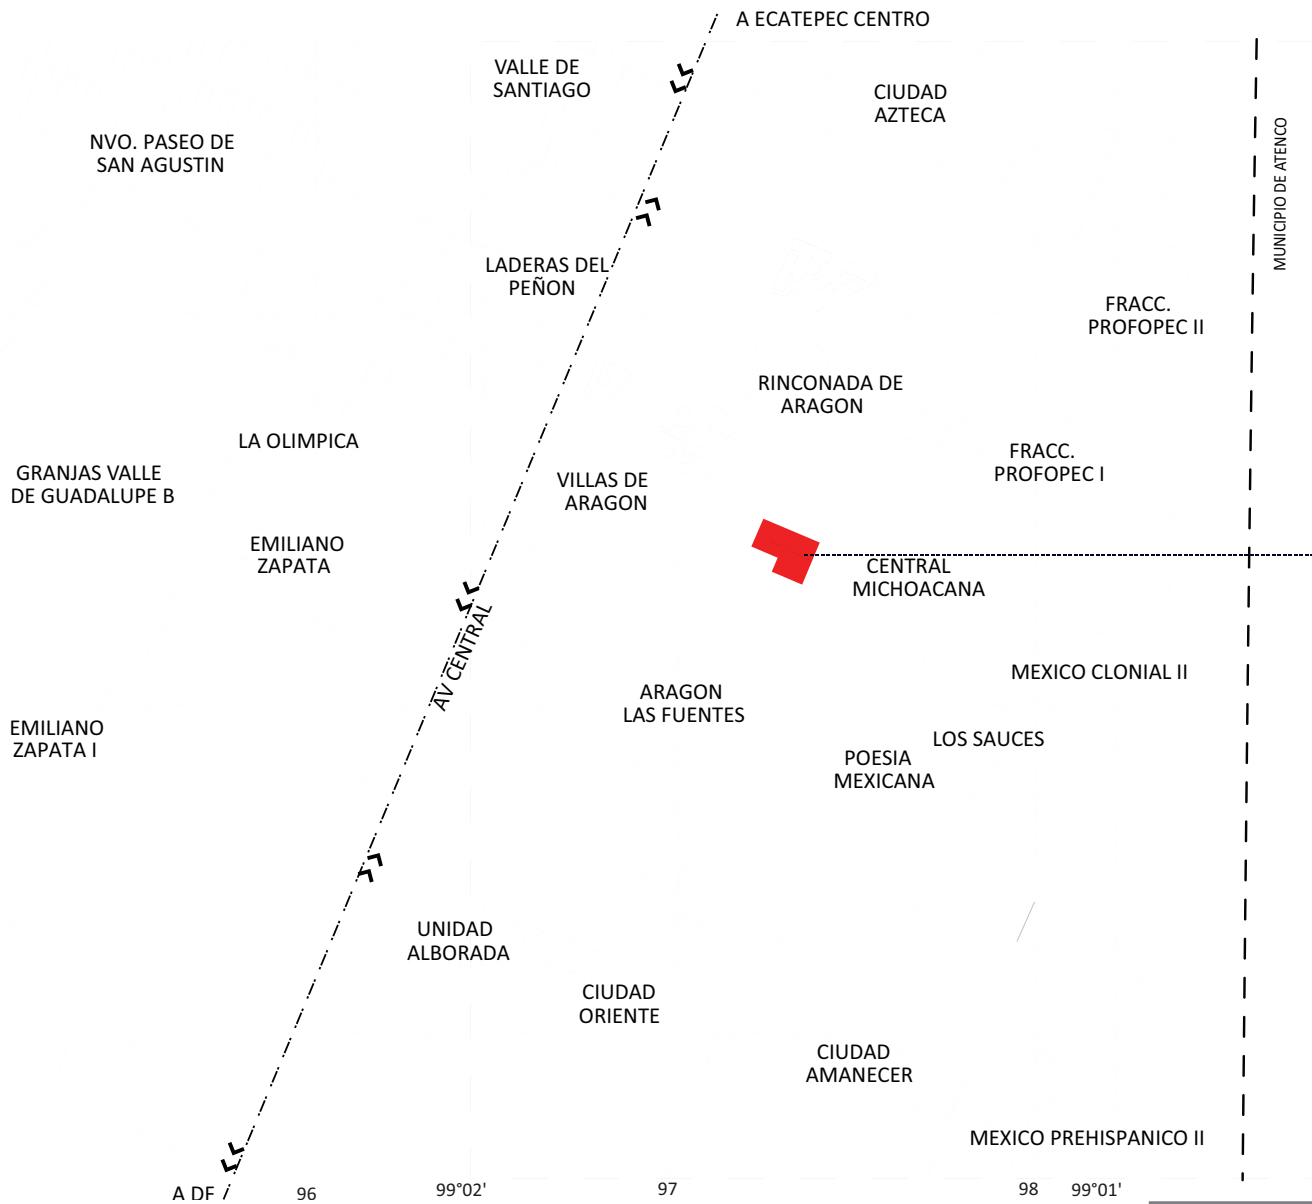 A ECATEPEC CENTRO
VALLE DE
SANTIAGO
CIUDAD
AZTECA
NVO. PASEO DE
SAN AGUSTIN
MUNICIPIO DE ATENCO
LADERAS DEL
PEÑON
FRACC.
PROFOPEC II
RINCONADA DE
ARAGON
LA OLIMPICA
FRACC.
PROFOPEC I
GRANJAS VALLE
DE GUADALUPE B
VILLAS DE
ARAGON
EMILIANO
ZAPATA
CENTRAL
MICHOACANA
AV CENTRAL
MEXICO CLONIAL II
ARAGON
LAS FUENTES
EMILIANO
ZAPATA I
LOS SAUCES
POESIA
MEXICANA
UNIDAD
ALBORADA
CIUDAD
ORIENTE
CIUDAD
AMANECER
MEXICO PREHISPANICO II
A DF
96
99°02'
97
98
99°01'